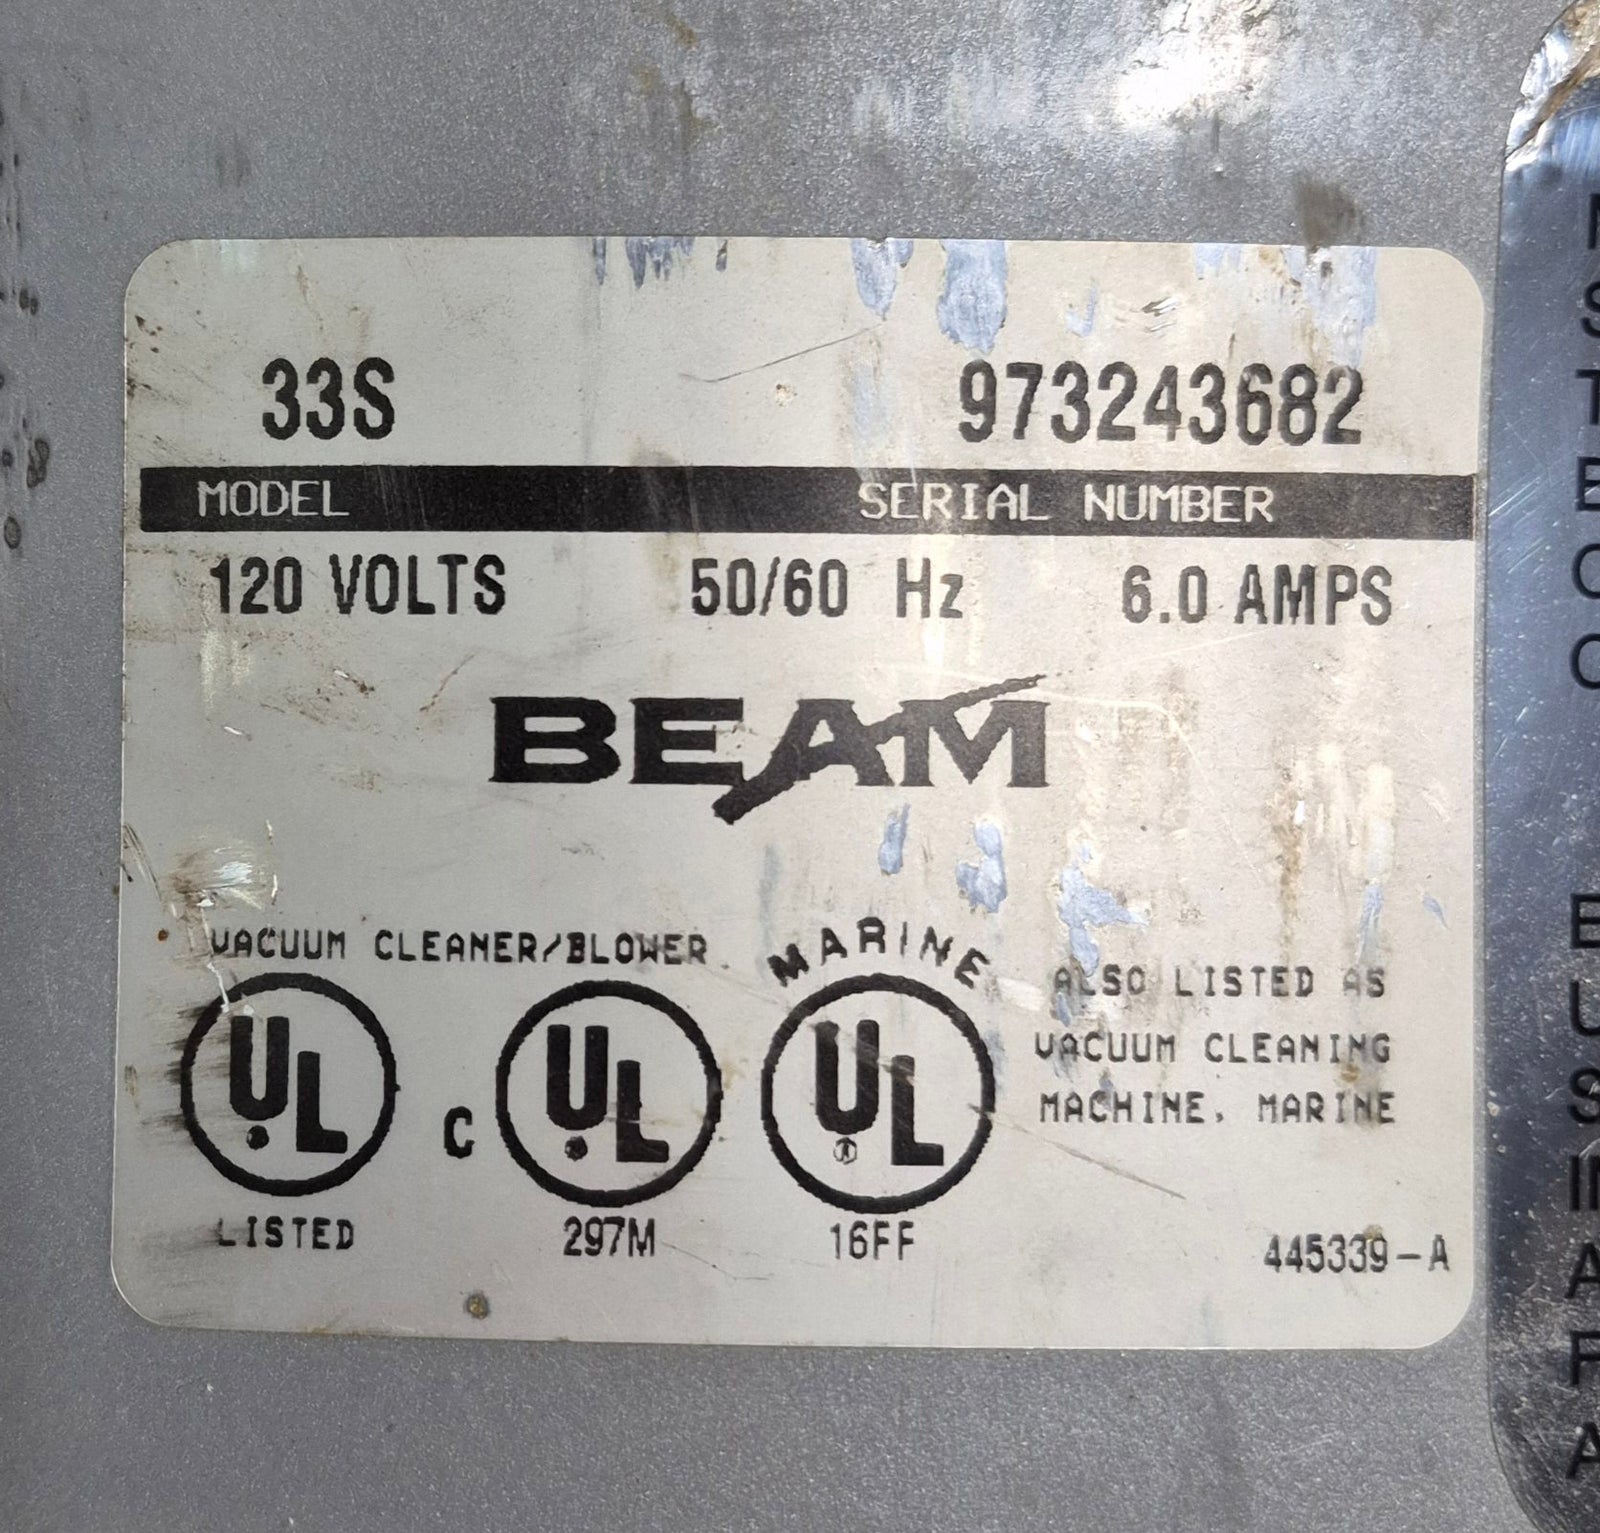 33S 973243682
MODEL SERIAL NUMBER
120 VOLTS 50/60 Hz 6.0 AMPS
BEAM
VACUUM CLEANER/BLOWER
MARINE
ALSO LISTED AS
VACUUM CLEANING
MACHINE, MARINE
UL
C UL
UL
LISTED 297M 16FF
445339-A